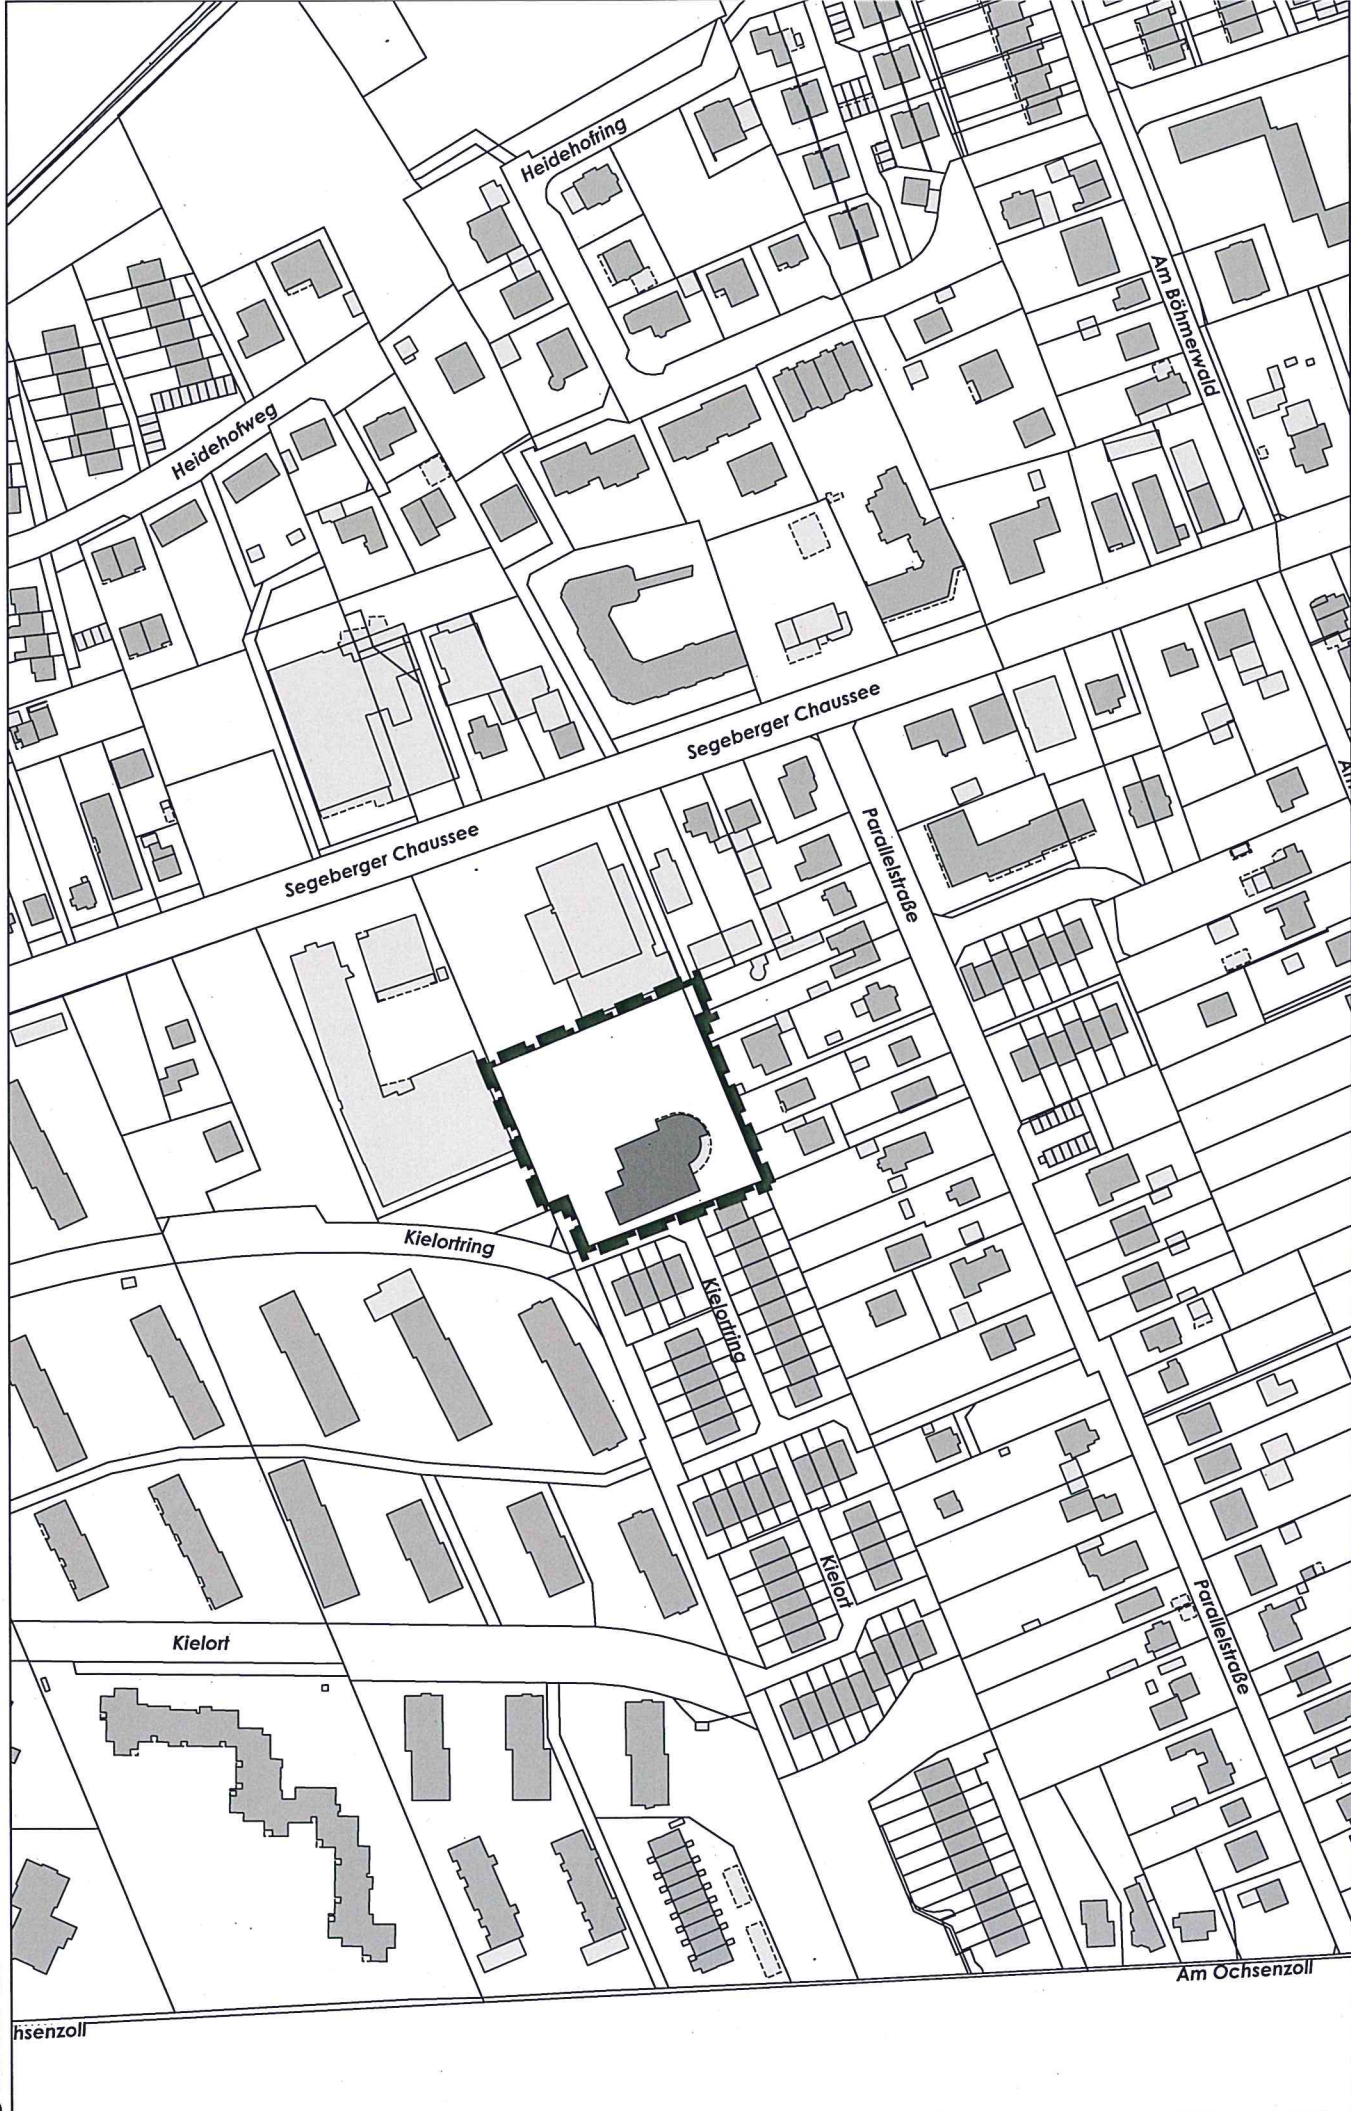 Heidehofring
Am Böhmerwald
Heidehofweg
Segeberger Chaussee
Segeberger Chaussee
Parallelstraße
Kielortring
Kielortring
Kielort
Kielort
Parallelstraße
Am Ochsenzoll
hsenzoll